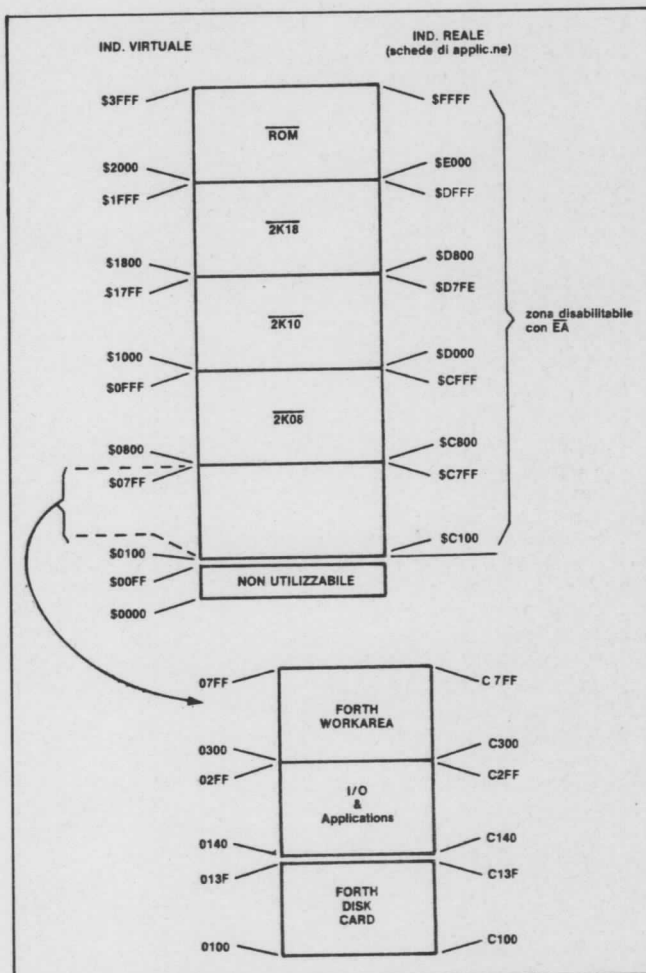 IND. VIRTUALE
IND. REALE
(schede di applic.ne)
$3FFF
$FFFF
ROM
$2000
$E000
$1FFF
$DFFF
2K18
$1800
$D800
$17FF
$D7FE
2K10
zona disabilitabile
con EA
$1000
$D000
$0FFF
$CFFF
2K08
$0800
$C800
$07FF
$C7FF
$0100
$C100
$00FF
NON UTILIZZABILE
$0000
07FF
C7FF
FORTH
WORKAREA
0300
C300
02FF
C2FF
I/O
&
Applications
0140
C140
013F
C13F
FORTH
DISK
CARD
0100
C100